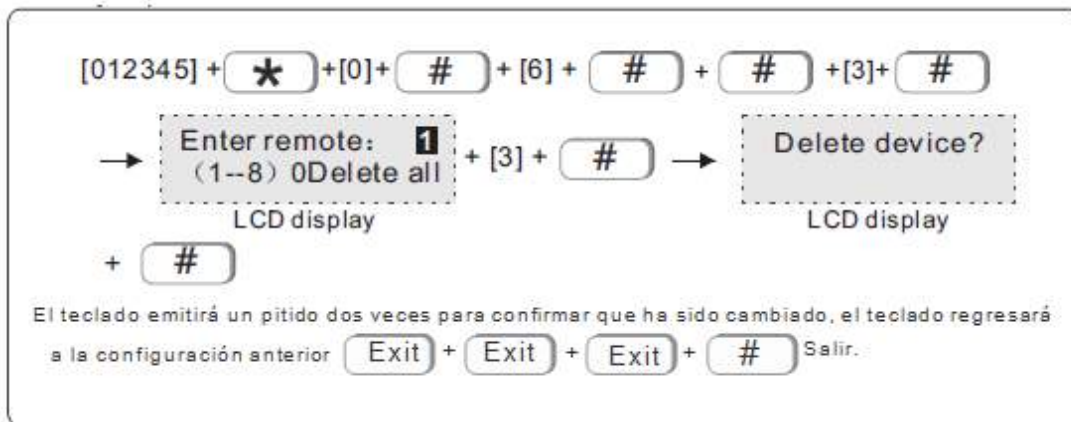 [012345] + * +[0]+ # + [6] + # + # +[3]+ #
Enter remote: 1
(1--8) 0Delete all
+ [3] + #
Delete device?
LCD display
LCD display
+ #
El teclado emitirá un pitido dos veces para confirmar que ha sido cambiado, el teclado regresará
a la configuración anterior Exit + Exit + Exit + # Salir.